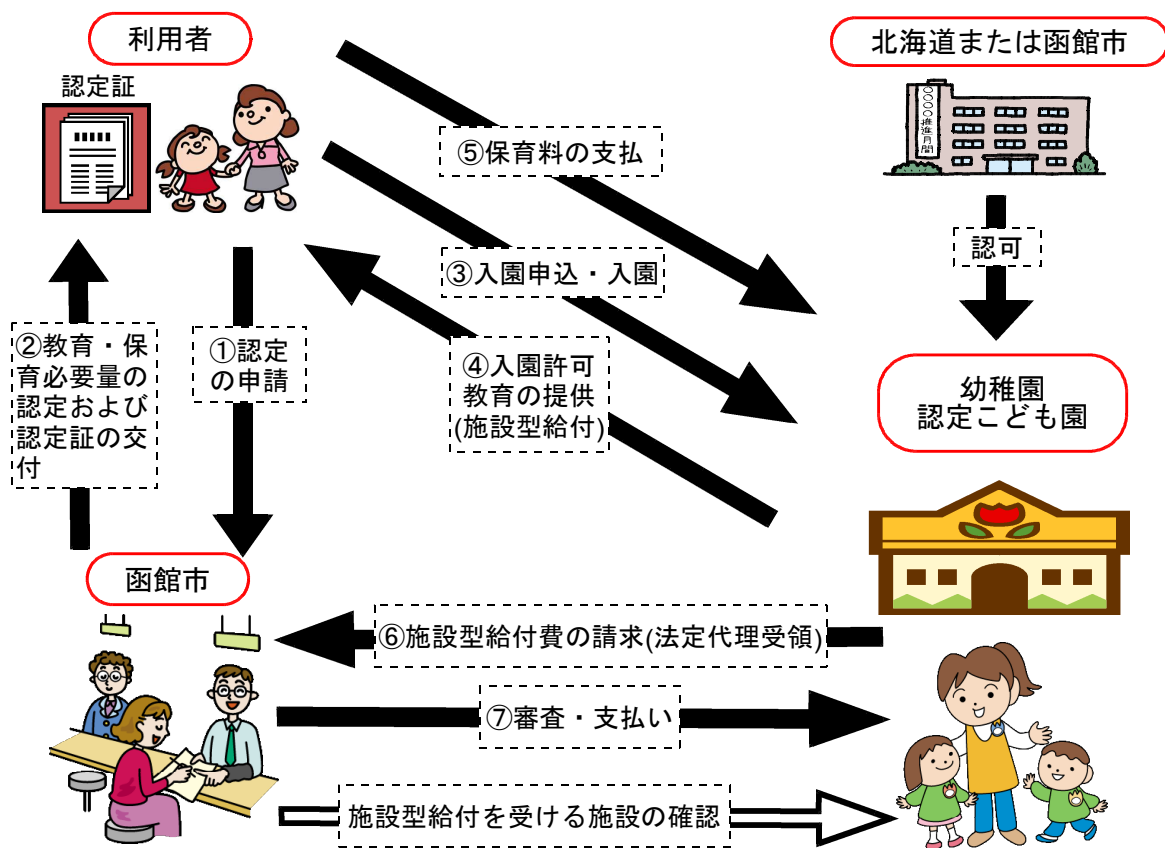 利用者
認定証
北海道または函館市
○○○○推進月間
⑤保育料の支払
認可
③入園申込・入園
②教育・保
育必要量の
認定および
認定証の交
付
①認定
の申請
④入園許可
教育の提供
(施設型給付)
幼稚園
認定こども園
函館市
⑥施設型給付費の請求(法定代理受領)
⑦審査・支払い
施設型給付を受ける施設の確認